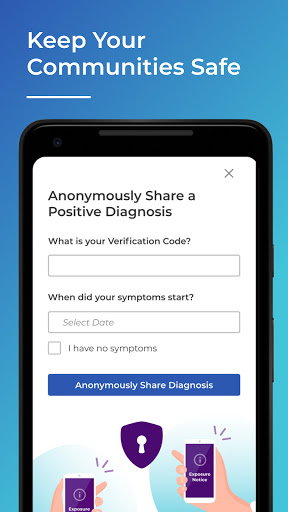 Keep Your
Communities Safe
Anonymously Share a
Positive Diagnosis
What is your Verification Code?
When did your symptoms start?
Select Date
I have no symptoms
Anonymously Share Diagnosis
Exposure
Notice
Exposure